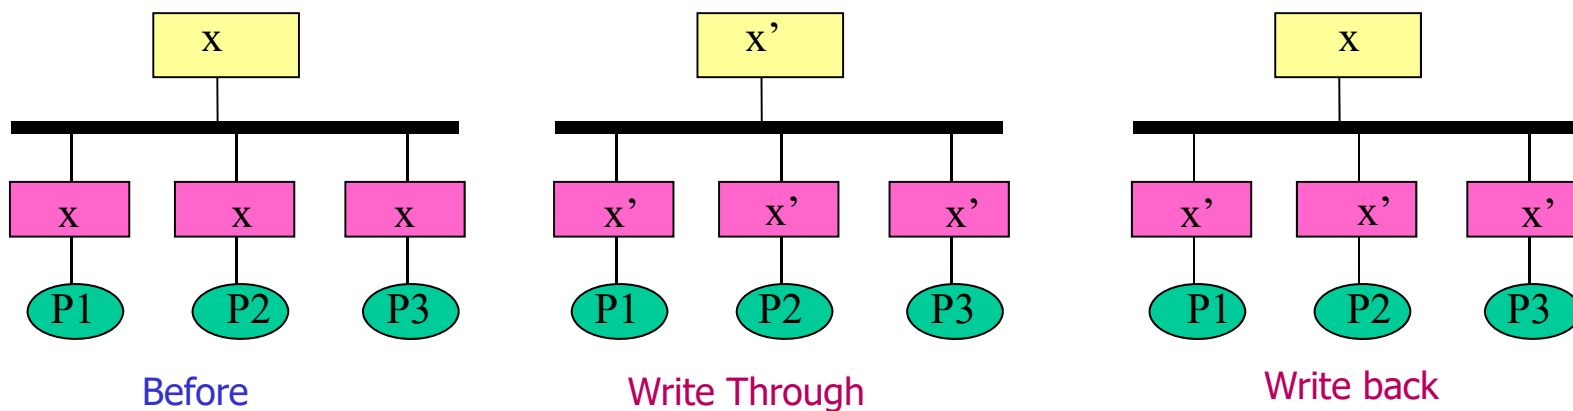 x
x’
x
x
x
x
x’
x’
x’
x’
x’
x’
P1
P2
P3
P1
P2
P3
P1
P2
P3
Before
Write Through
Write back